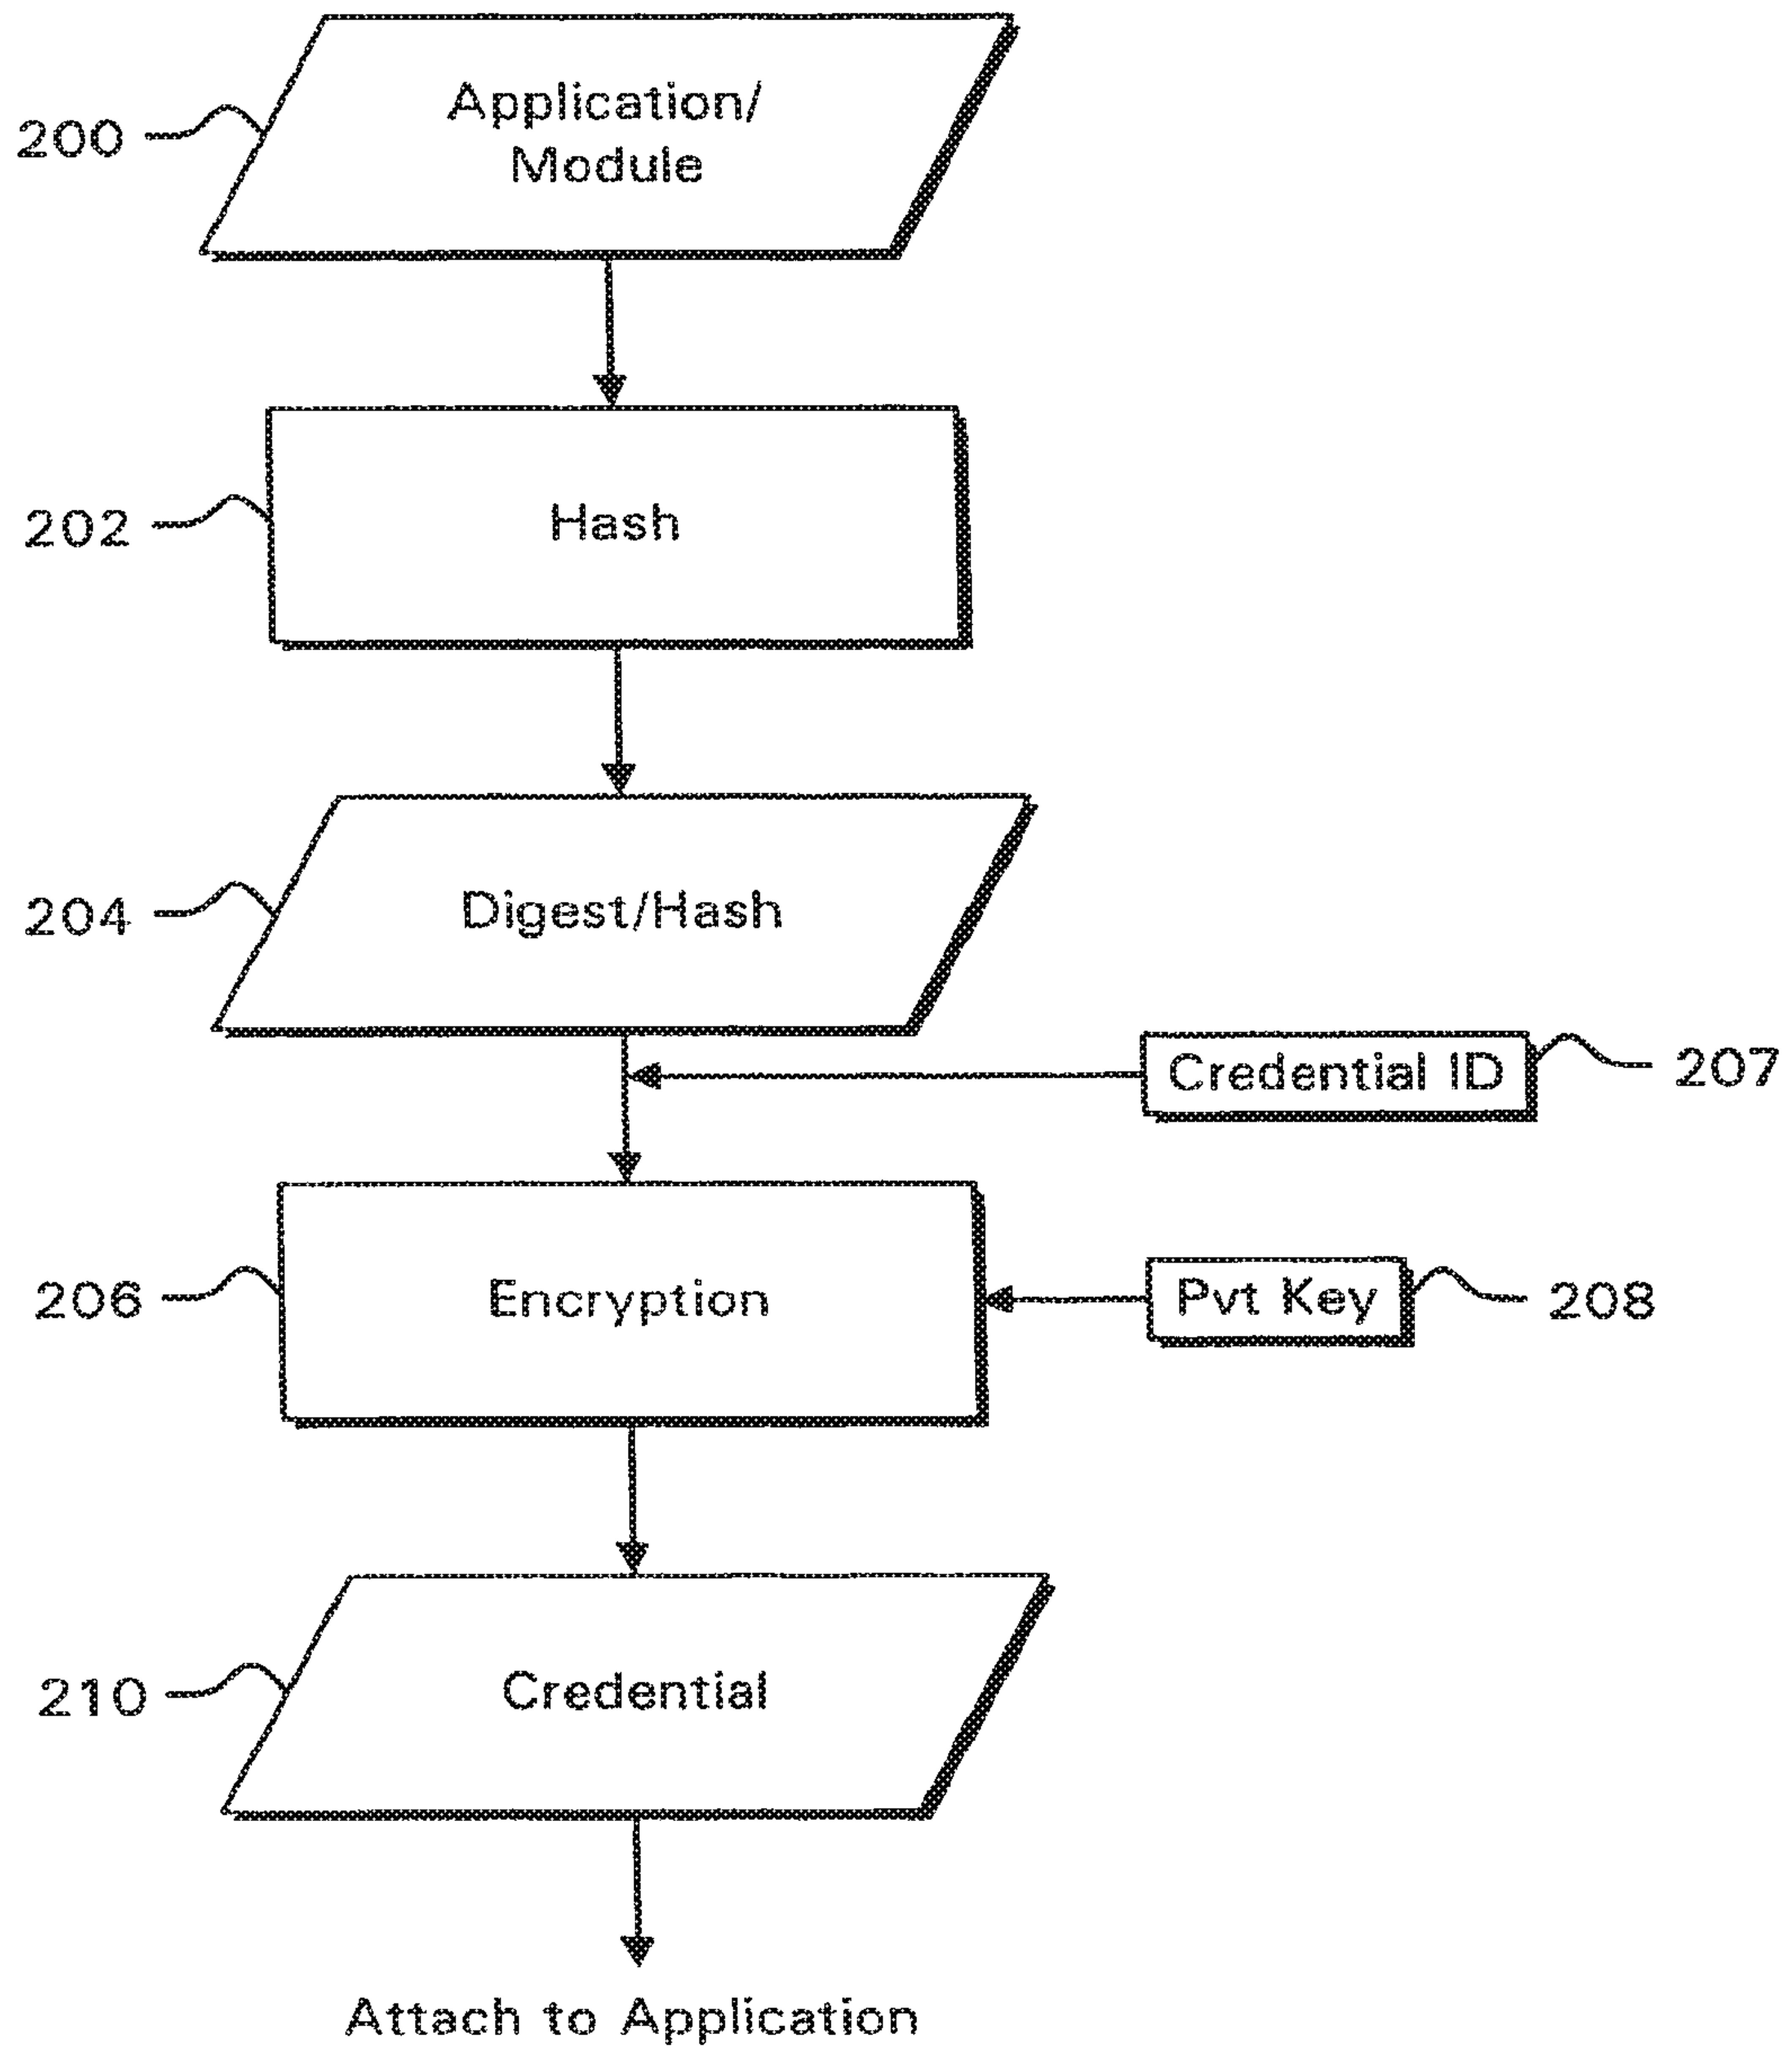 Application/
Module
200
Hash
202
Digest/Hash
204
Credential ID
207
Encryption
206
Pvt Key
208
Credential
210
Attach to Application